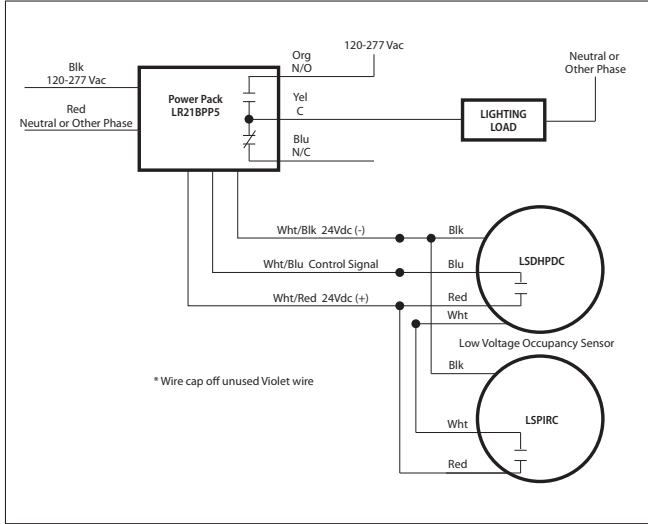 Blk
120-277 Vac
Red
Neutral or Other Phase
Power Pack
LR21BPP5
Org
N/O
120-277 Vac
Yel
C
Blu
N/C
LIGHTING
LOAD
Neutral or
Other Phase
Wht/Blk 24Vdc (-)
Blk
Wht/Blu Control Signal
Blu
Wht/Red 24Vdc (+)
Red
Wht
LSDHPDC
Low Voltage Occupancy Sensor
* Wire cap off unused Violet wire
Blk
Wht
Red
LSPIRC